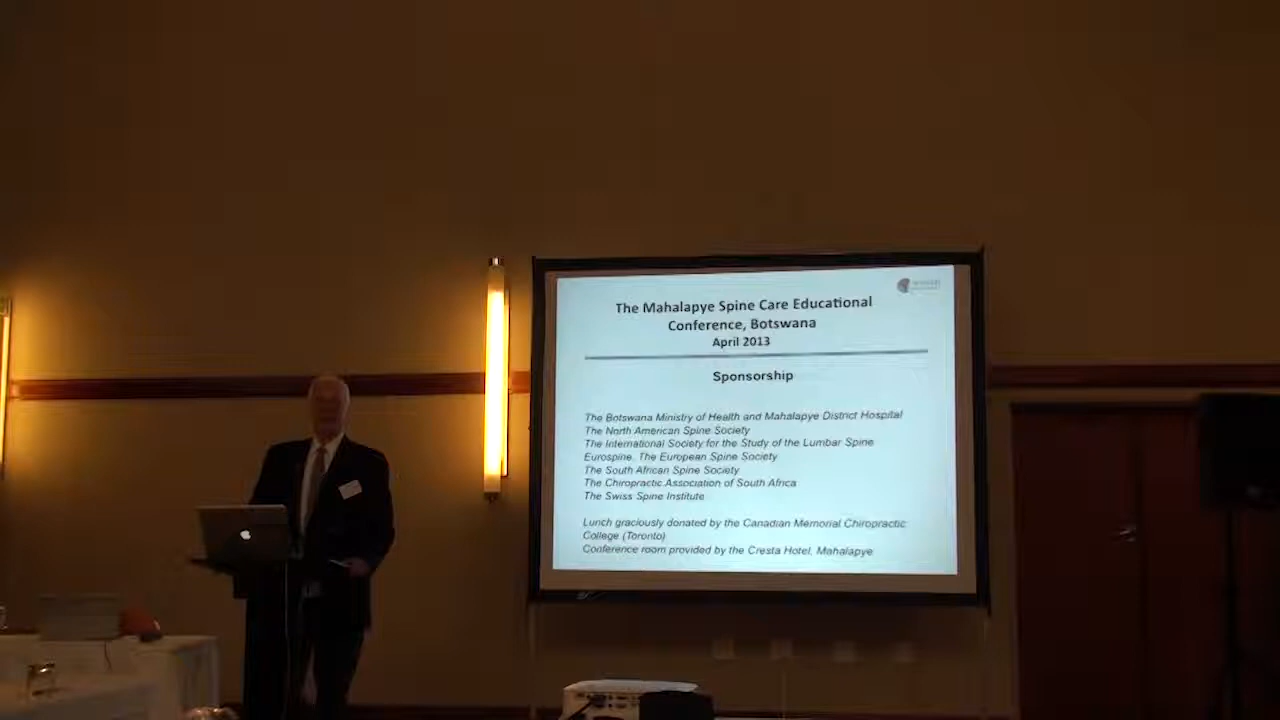 The Mahalapye Spine Care Educational
Conference, Botswana
April 2013
Sponsorship
The Botswana Ministry of Health and Mahalapye District Hospital
The North American Spine Society
The International Society for the Study of the Lumbar Spine
Eurospine. The European Spine Society
The South African Spine Society
The Chiropractic Association of South Africa
The Swiss Spine Institute
Lunch graciously donated by the Canadian Memorial Chiropractic
College (Toronto)
Conference room provided by the Cresta Hotel, Mahalapye